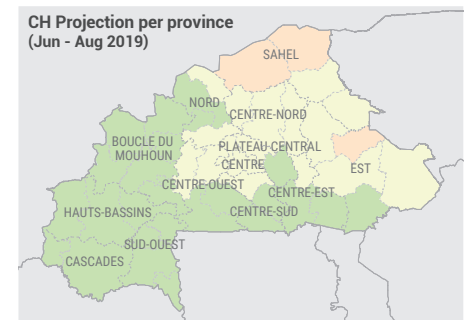 CH Projection per province
(Jun - Aug 2019)
SAHEL
NORD
CENTRE-NORD
BOUCLE DU
MOUHOUN
PLATEAU-CENTRAL
CENTRE
EST
CENTRE-OUEST
CENTRE-EST
HAUTS-BASSINS
CENTRE-SUD
SUD-OUEST
CASCADES